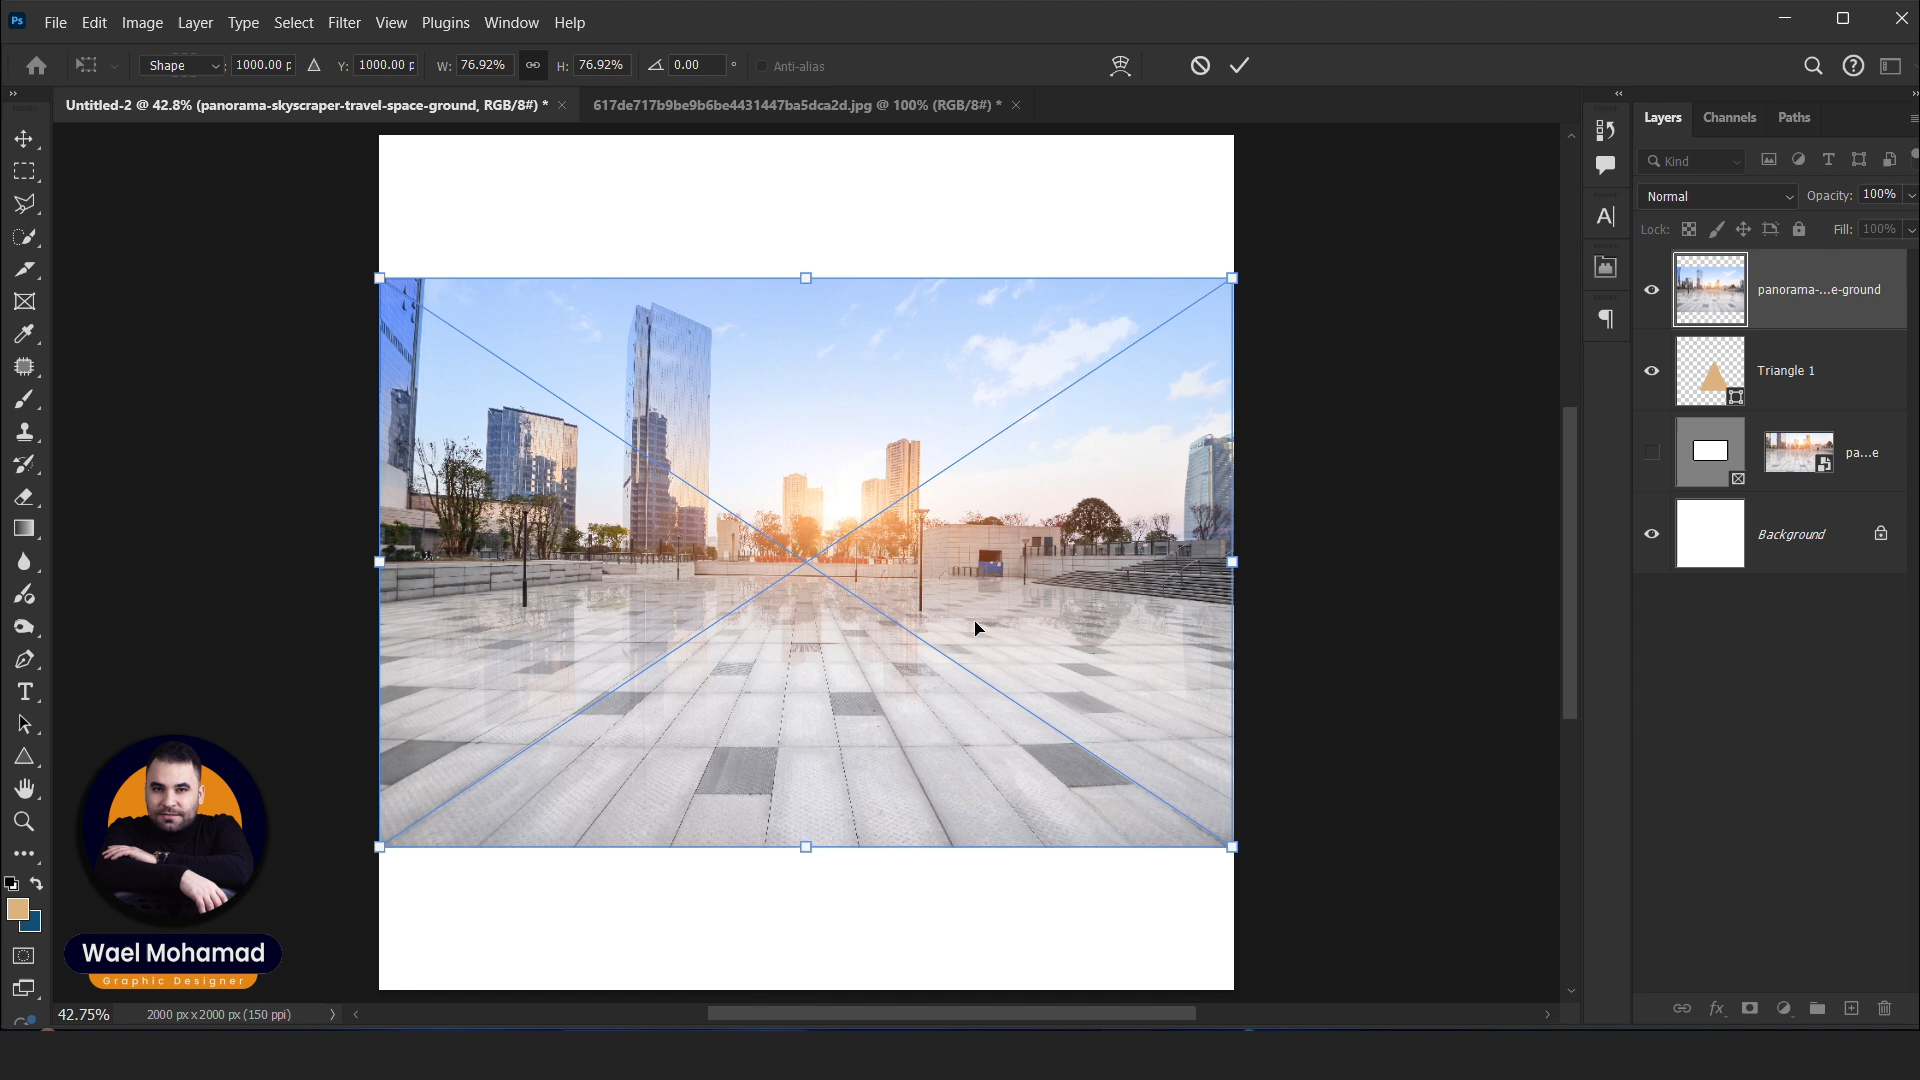 Ps File Edit Image Layer Type Select Filter View Plugins Window Help
Shape 1000.00 p Y: 1000.00 p W: 76.92% H: 76.92% 0.00 ° Anti-alias
Untitled-2 @ 42.8% (panorama-skyscraper-travel-space-ground, RGB/8#) * 617de717b9be9b6be4431447ba5dca2d.jpg @ 100% (RGB/8#) *
Layers Channels Paths
Kind
Normal Opacity: 100%
Lock: Fill: 100%
panorama-...e-ground
Triangle 1
pa...e
Background
Wael Mohamad
Graphic Designer
42.75% 2000 px x 2000 px (150 ppi)